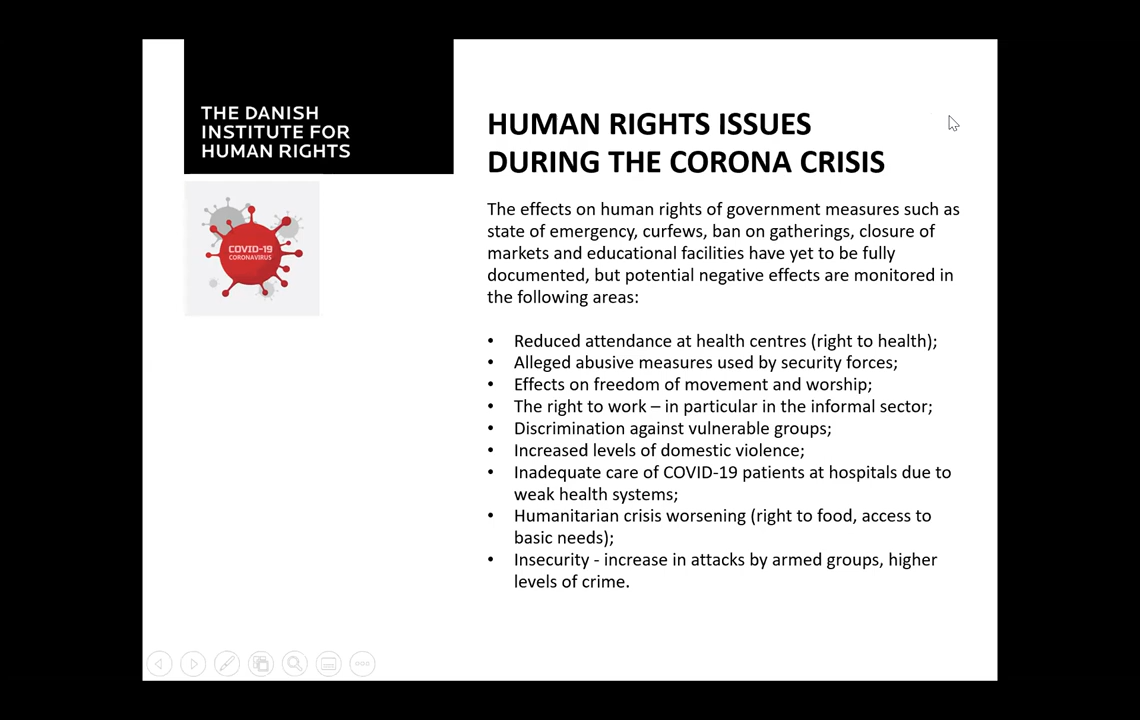 THE DANISH
INSTITUTE FOR
HUMAN RIGHTS
COVID-19
CORONAVIRUS
HUMAN RIGHTS ISSUES
DURING THE CORONA CRISIS
The effects on human rights of government measures such as
state of emergency, curfews, ban on gatherings, closure of
markets and educational facilities have yet to be fully
documented, but potential negative effects are monitored in
the following areas:
• Reduced attendance at health centres (right to health);
• Alleged abusive measures used by security forces;
• Effects on freedom of movement and worship;
• The right to work – in particular in the informal sector;
• Discrimination against vulnerable groups;
• Increased levels of domestic violence;
• Inadequate care of COVID-19 patients at hospitals due to
weak health systems;
• Humanitarian crisis worsening (right to food, access to
basic needs);
• Insecurity - increase in attacks by armed groups, higher
levels of crime.